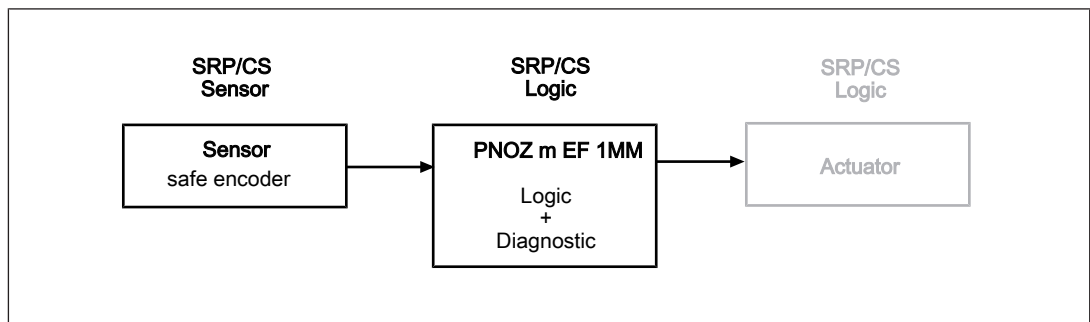 SRP/CS
Sensor
SRP/CS
Logic
SRP/CS
Logic
Sensor
safe encoder
PNOZ m EF 1MM
Logic
+
Diagnostic
Actuator